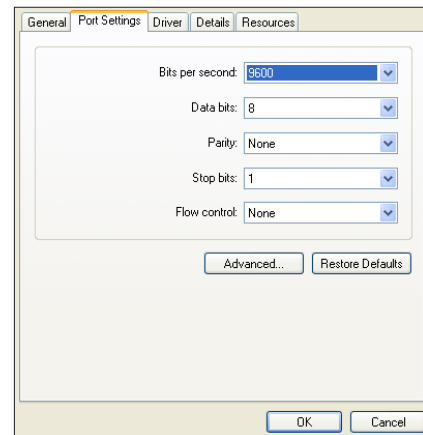 General Port Settings Driver Details Resources
Bits per second: 9600
Data bits: 8
Parity: None
Stop bits: 1
Flow control: None
Advanced... Restore Defaults
OK Cancel